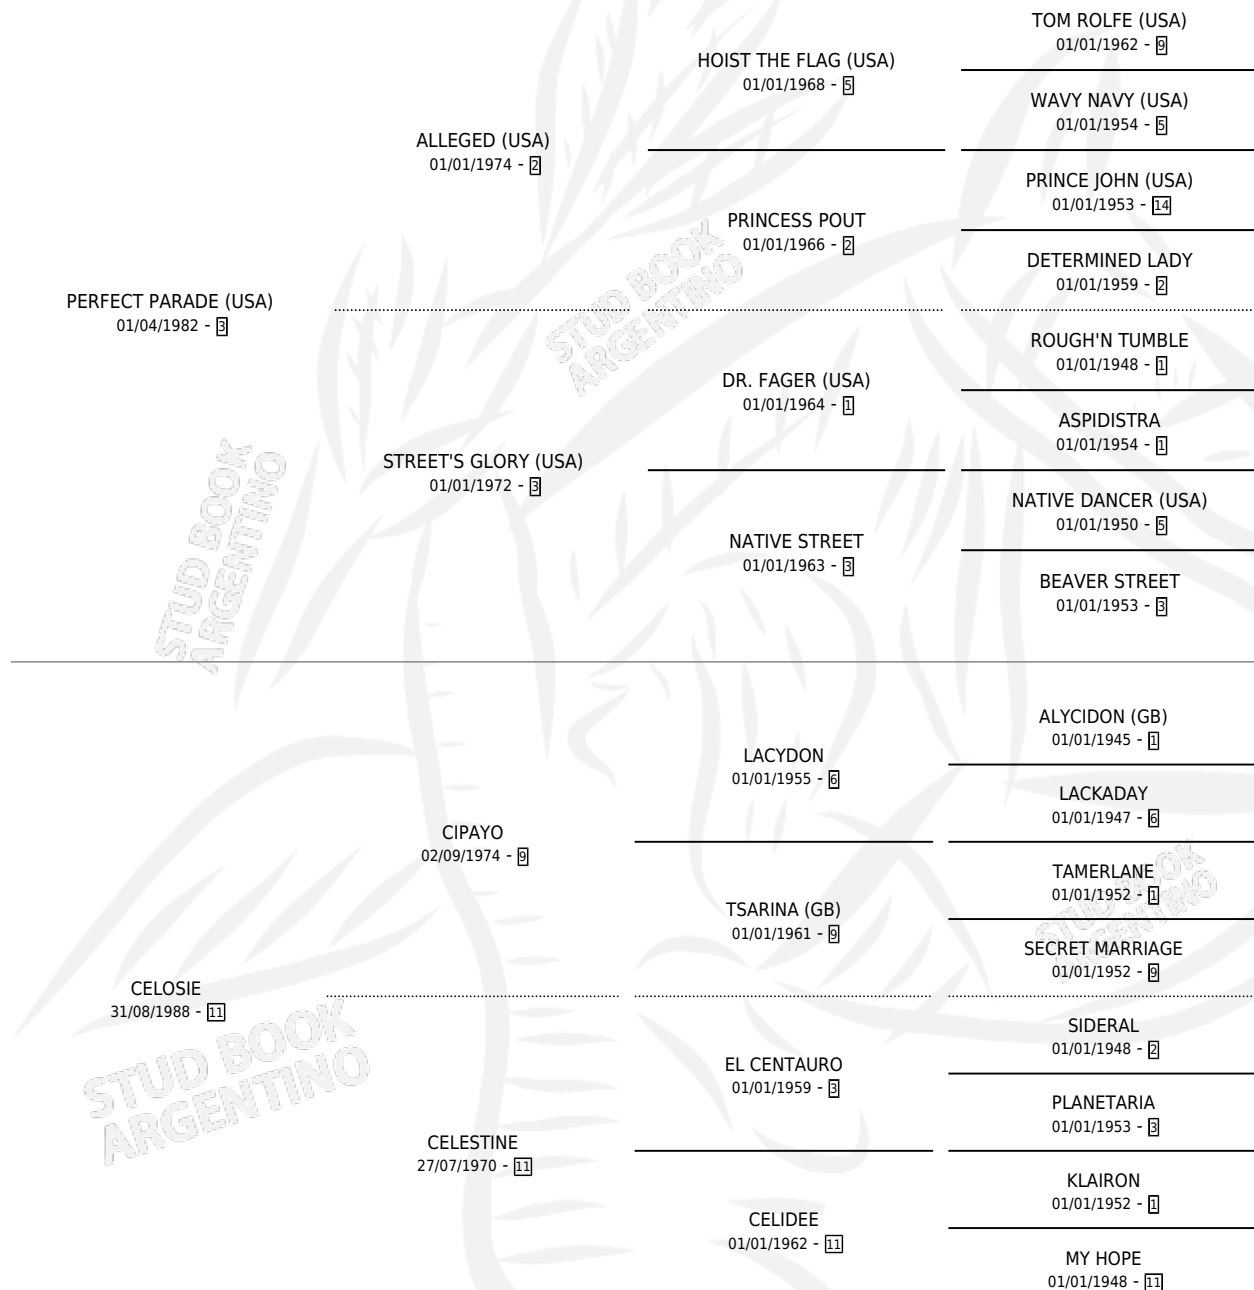 TOM ROLFE (USA)
01/01/1962 - 9
HOIST THE FLAG (USA)
01/01/1968 - 5
WAVY NAVY (USA)
01/01/1954 - 5
ALLEGED (USA)
01/01/1974 - 2
PRINCE JOHN (USA)
01/01/1953 - 14
PRINCESS POUT
01/01/1966 - 2
DETERMINED LADY
01/01/1959 - 2
PERFECT PARADE (USA)
01/04/1982 - 3
ROUGH'N TUMBLE
01/01/1948 - 1
DR. FAGER (USA)
01/01/1964 - 1
ASPIDISTRA
01/01/1954 - 1
STREET'S GLORY (USA)
01/01/1972 - 3
NATIVE DANCER (USA)
01/01/1950 - 5
NATIVE STREET
01/01/1963 - 3
BEAVER STREET
01/01/1953 - 3
ALYCIDON (GB)
01/01/1945 - 1
LACYDON
01/01/1955 - 6
LACKADAY
01/01/1947 - 6
CIPAYO
02/09/1974 - 9
TAMERLANE
01/01/1952 - 1
TSARINA (GB)
01/01/1961 - 9
SECRET MARRIAGE
01/01/1952 - 9
CELOSIE
31/08/1988 - 11
SIDERAL
01/01/1948 - 2
EL CENTAURO
01/01/1959 - 3
PLANETARIA
01/01/1953 - 3
CELESTINE
27/07/1970 - 11
KLAIRON
01/01/1952 - 1
CELIDEE
01/01/1962 - 11
MY HOPE
01/01/1948 - 11
STUD BOOK
ARGENTINO
STUD BOOK
ARGENTINO
STUD BOOK
ARGENTINO
STUD BOOK
ARGENTINO